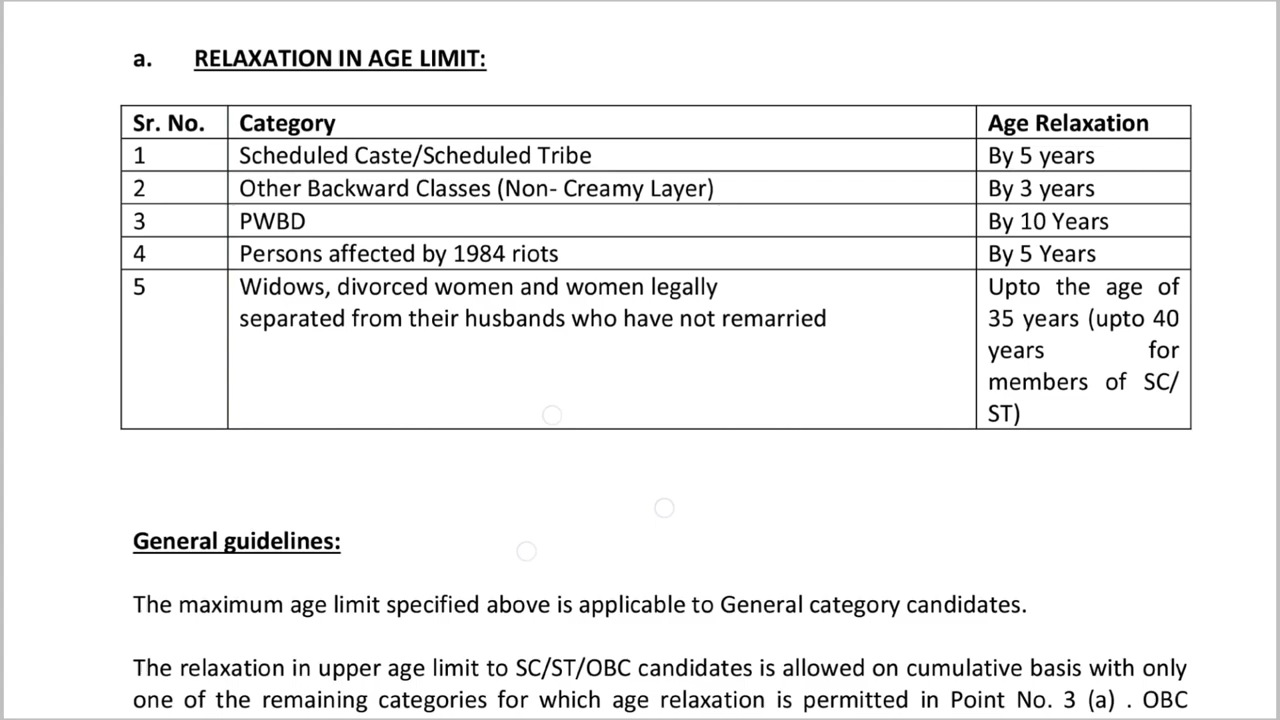 a. RELAXATION IN AGE LIMIT:
Sr. No. Category Age Relaxation
1 Scheduled Caste/Scheduled Tribe By 5 years
2 Other Backward Classes (Non- Creamy Layer) By 3 years
3 PWBD By 10 Years
4 Persons affected by 1984 riots By 5 Years
5 Widows, divorced women and women legally Upto the age of
separated from their husbands who have not remarried 35 years (upto 40
years for
members of SC/
ST)
General guidelines:
The maximum age limit specified above is applicable to General category candidates.
The relaxation in upper age limit to SC/ST/OBC candidates is allowed on cumulative basis with only
one of the remaining categories for which age relaxation is permitted in Point No. 3 (a) . OBC